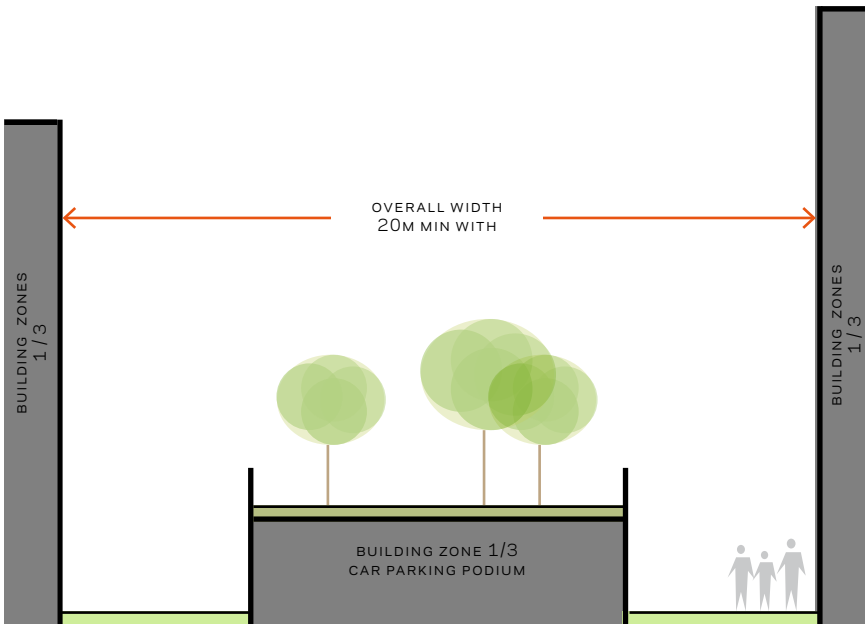 OVERALL WIDTH
20M MIN WITH
BUILDING ZONES
1/3
BUILDING ZONES
1/3
BUILDING ZONE 1/3
CAR PARKING PODIUM